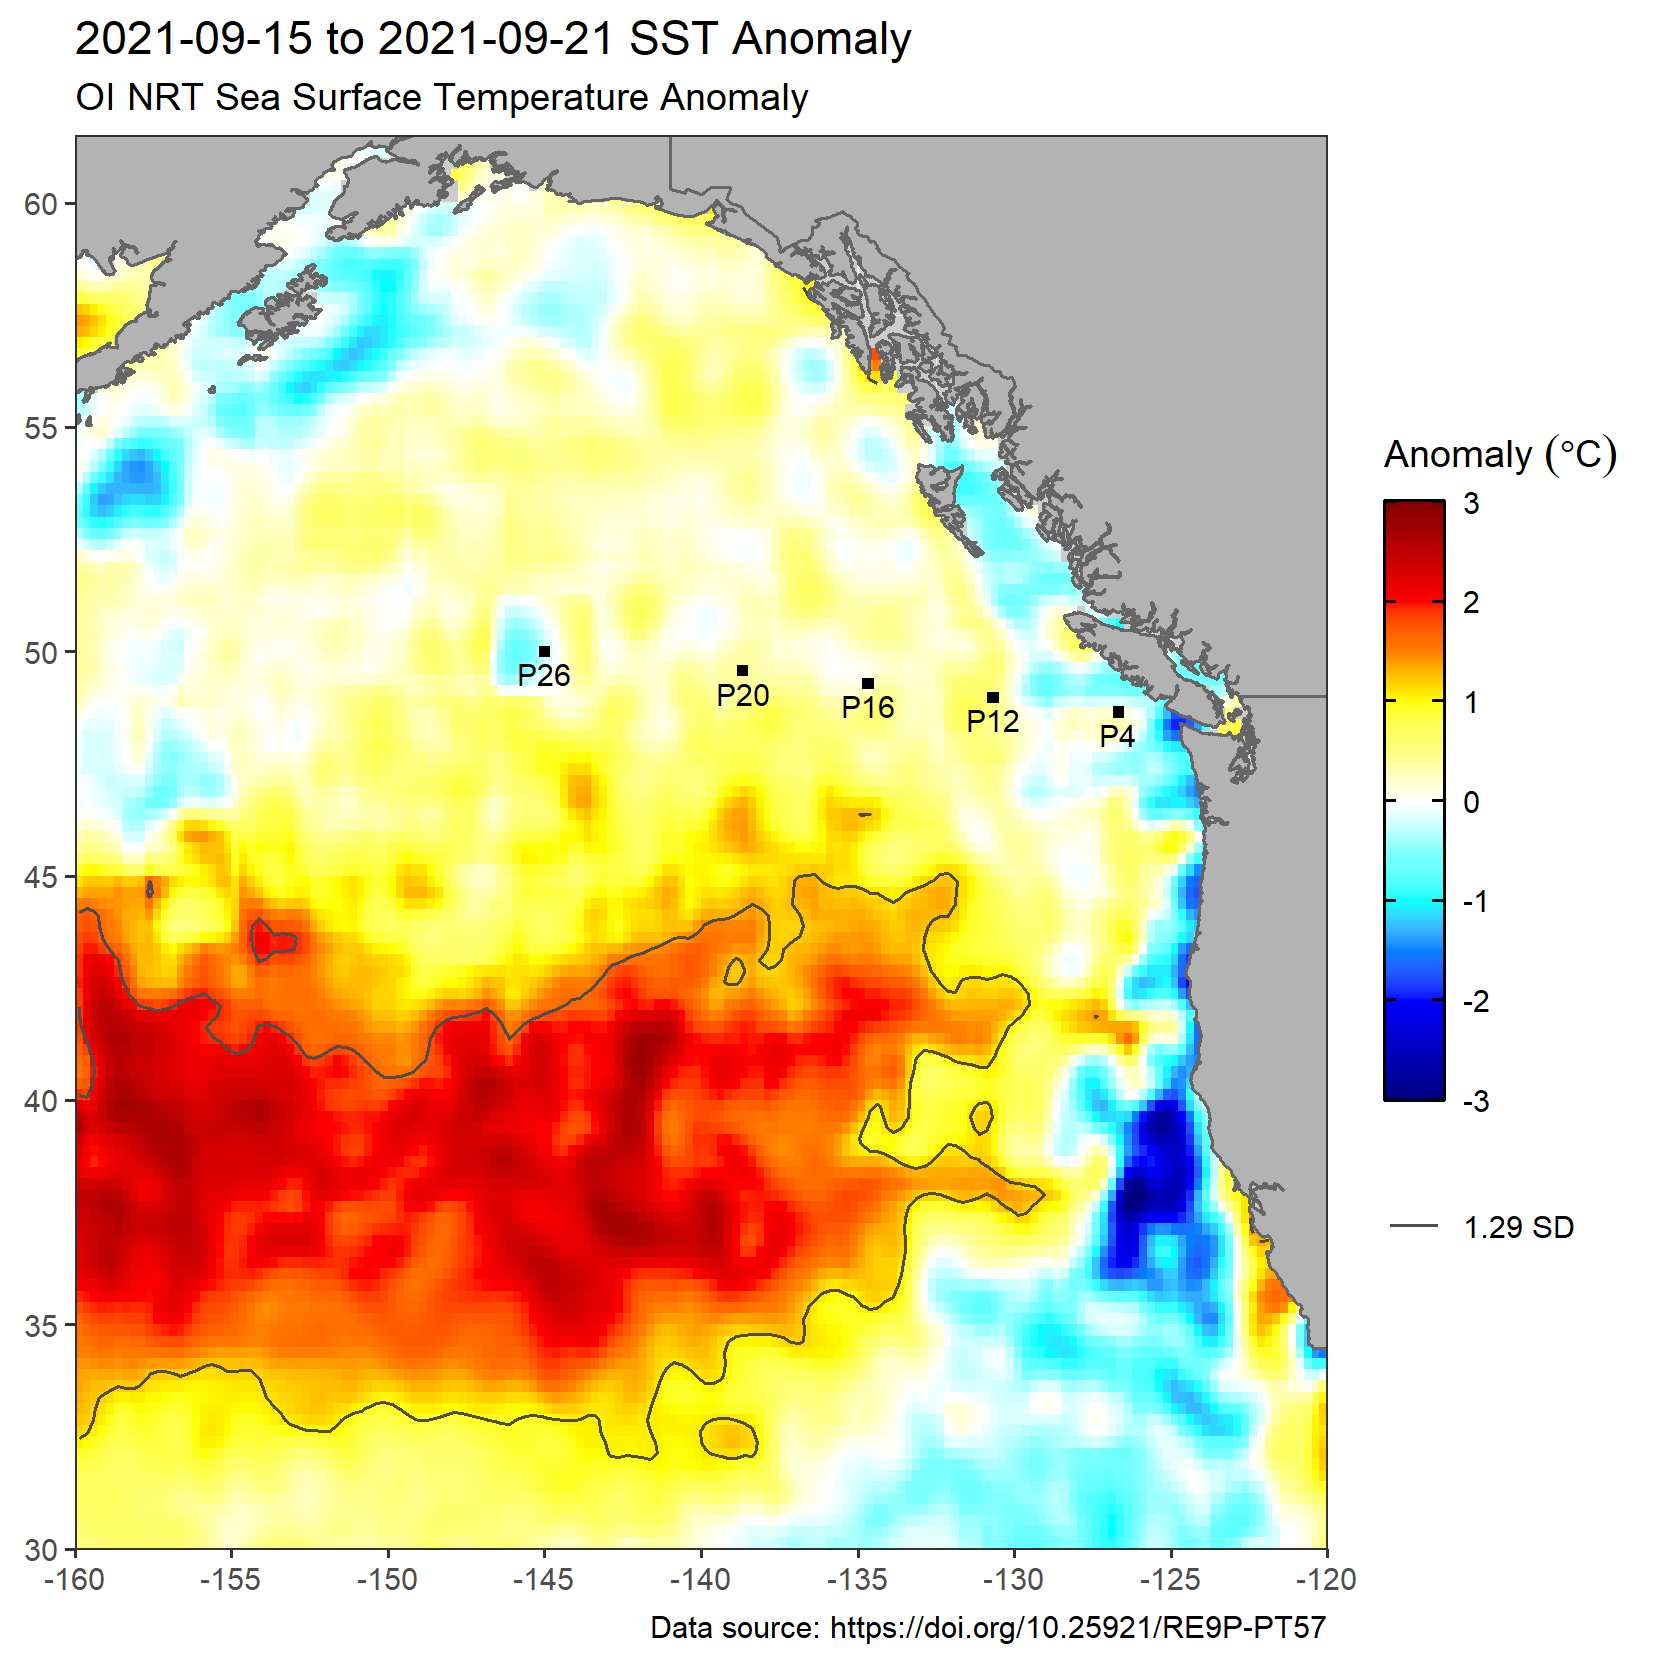 2021-09-15 to 2021-09-21 SST Anomaly
OI NRT Sea Surface Temperature Anomaly
60
55
50
45
40
35
30
-160
-155
-150
-145
-140
-135
-130
-125
-120
P26
P20
P16
P12
P4
Anomaly (°C)
3
2
1
0
-1
-2
-3
1.29 SD
Data source: https://doi.org/10.25921/RE9P-PT57